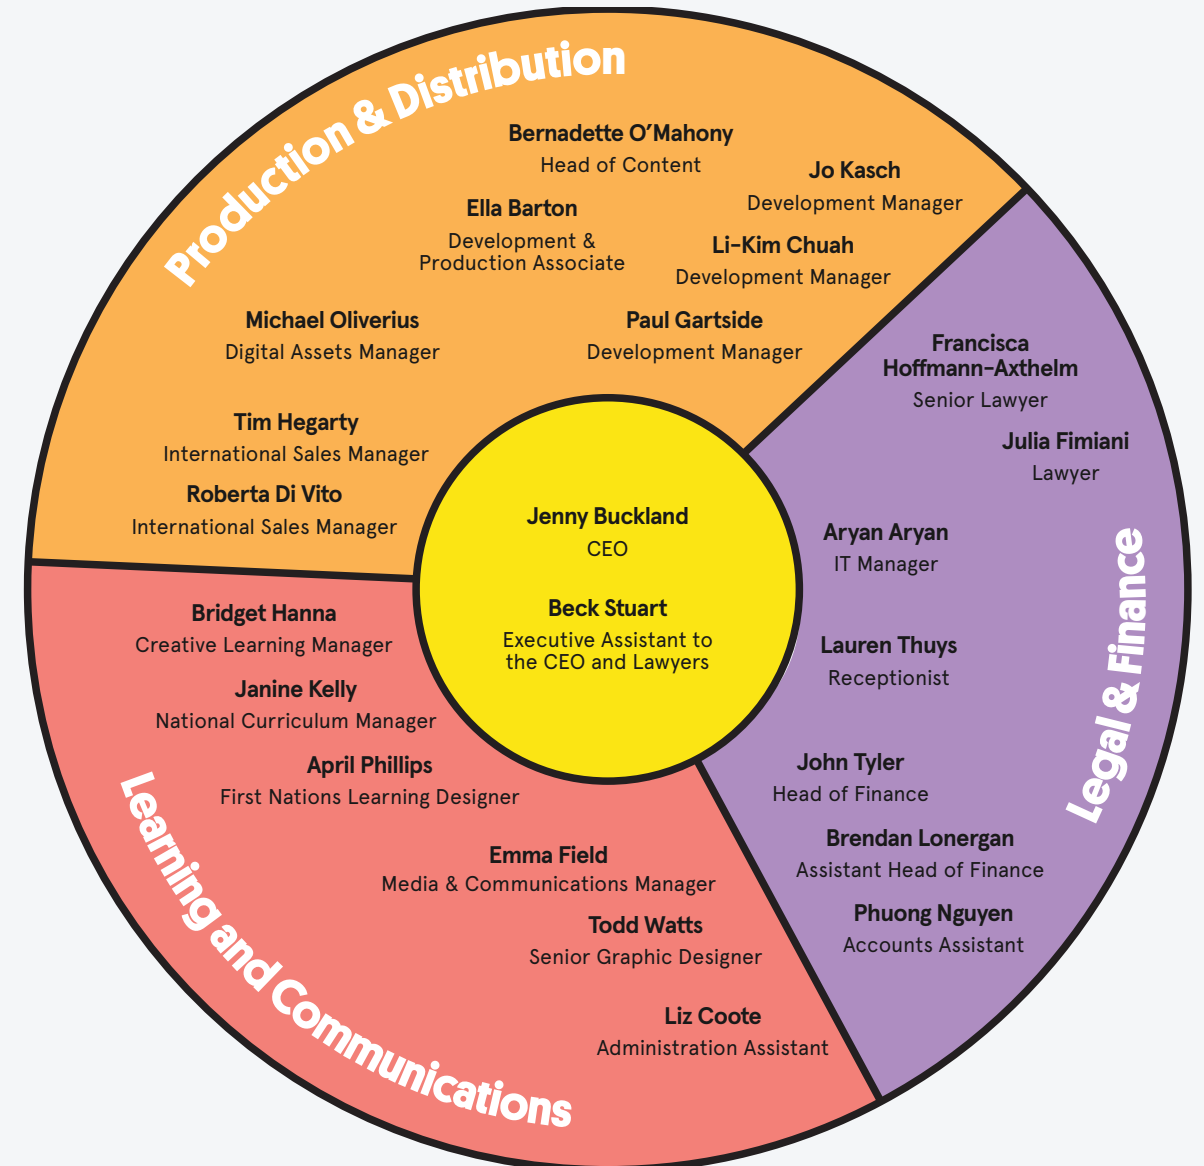 Production & Distribution
Bernadette O’Mahony
Head of Content
Jo Kasch
Development Manager
Ella Barton
Development &
Production Associate
Li-Kim Chuah
Development Manager
Michael Oliverius
Digital Assets Manager
Paul Gartside
Development Manager
Tim Hegarty
International Sales Manager
Roberta Di Vito
International Sales Manager
Legal & Finance
Francisca
Hoffmann-Axthelm
Senior Lawyer
Julia Fimiani
Lawyer
Aryan Aryan
IT Manager
Lauren Thuys
Receptionist
John Tyler
Head of Finance
Brendan Lonergan
Assistant Head of Finance
Phuong Nguyen
Accounts Assistant
Jenny Buckland
CEO
Beck Stuart
Executive Assistant to
the CEO and Lawyers
Learning and Communications
Bridget Hanna
Creative Learning Manager
Janine Kelly
National Curriculum Manager
April Phillips
First Nations Learning Designer
Emma Field
Media & Communications Manager
Todd Watts
Senior Graphic Designer
Liz Coote
Administration Assistant